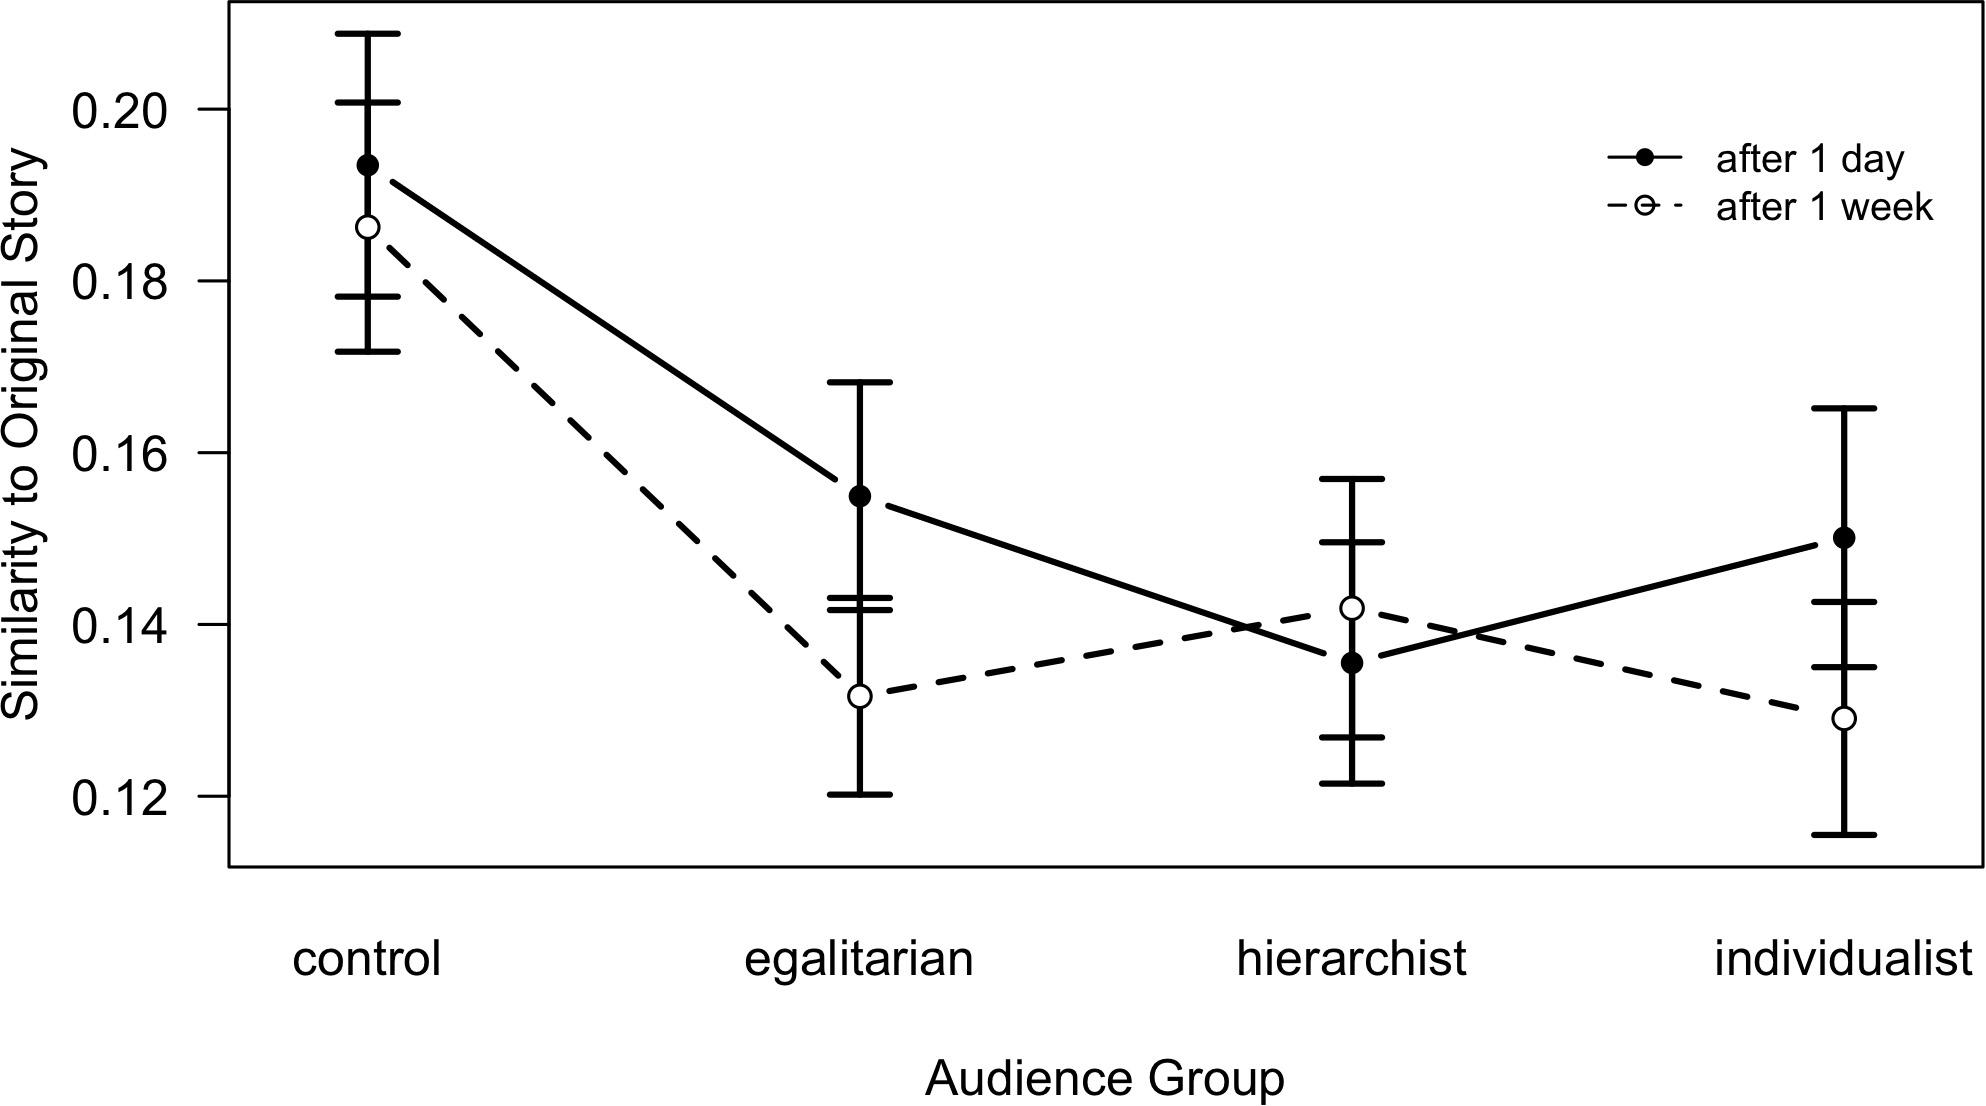 Similarity to Original Story
0.20
0.18
0.16
0.14
0.12
after 1 day
after 1 week
control
egalitarian
hierarchist
individualist
Audience Group